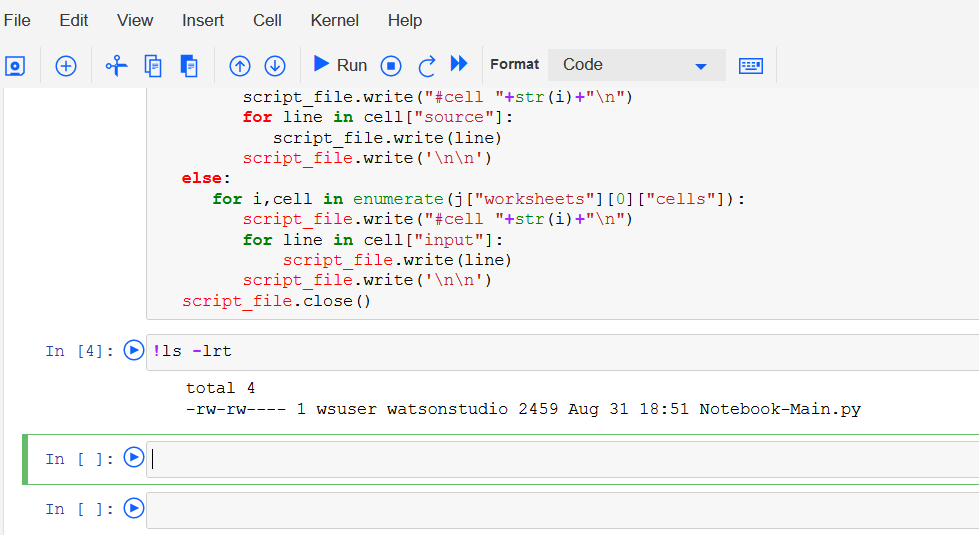 File Edit View Insert Cell Kernel Help
Run Format Code
script_file.write("#cell "+str(i)+"\n")
for line in cell["source"]:
script_file.write(line)
script_file.write('\n\n')
else:
for i,cell in enumerate(j["worksheets"][0]["cells"]):
script_file.write("#cell "+str(i)+"\n")
for line in cell["input"]:
script_file.write(line)
script_file.write('\n\n')
script_file.close()
In [4]: !ls -lrt
total 4
-rw-rw---- 1 wsuser watsonstudio 2459 Aug 31 18:51 Notebook-Main.py
In [ ]:
In [ ]: